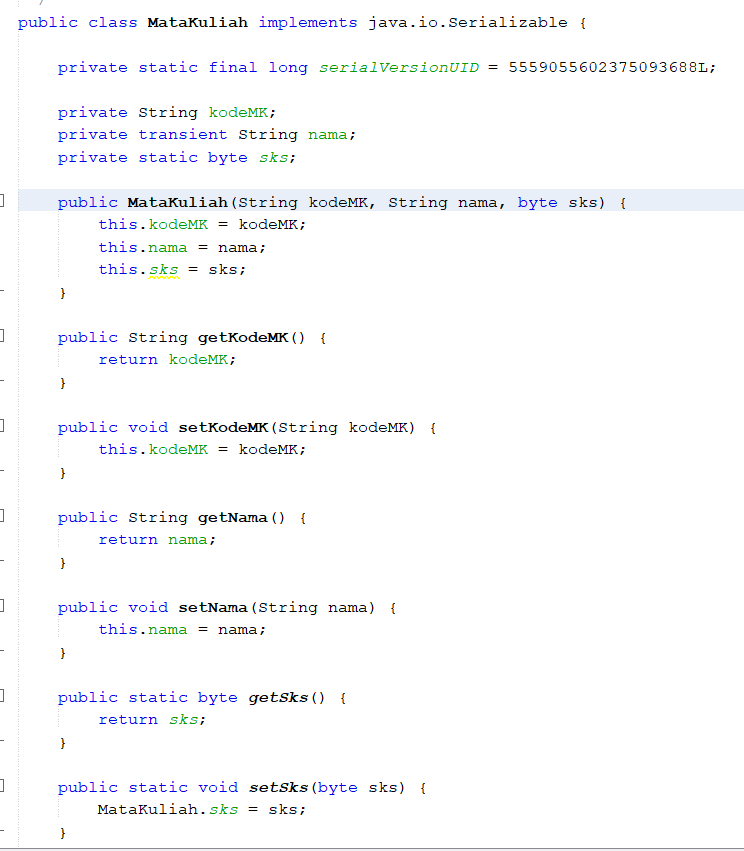 public class MataKuliah implements java.io.Serializable {
private static final long serialVersionUID = 5559055602375093688L;
private String kodeMK;
private transient String nama;
private static byte sks;
public MataKuliah(String kodeMK, String nama, byte sks) {
this.kodeMK = kodeMK;
this.nama = nama;
this.sks = sks;
}
public String getKodeMK() {
return kodeMK;
}
public void setKodeMK(String kodeMK) {
this.kodeMK = kodeMK;
}
public String getNama() {
return nama;
}
public void setNama(String nama) {
this.nama = nama;
}
public static byte getSks() {
return sks;
}
public static void setSks(byte sks) {
MataKuliah.sks = sks;
}